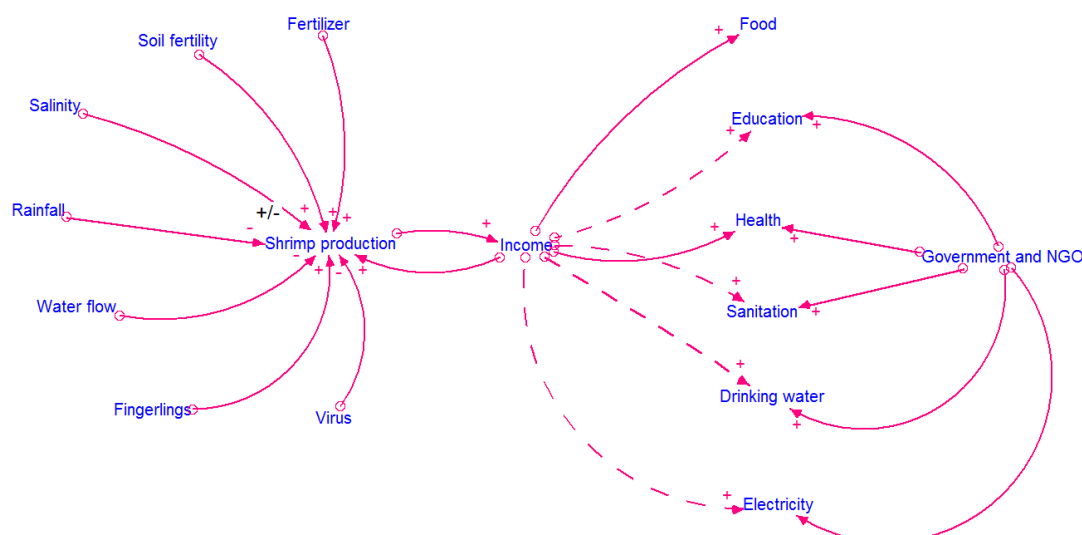 Fertilizer
Food
Soil fertility
+
Salinity
Education
+
+
+/-
+
+
+
Rainfall
-
Shrimp production
+
Income
Health
+
+
Government and NGO
-
+
-
+
+
Water flow
Sanitation
+
+
Drinking water
+
Fingerlings
Virus
Electricity
+
+
+